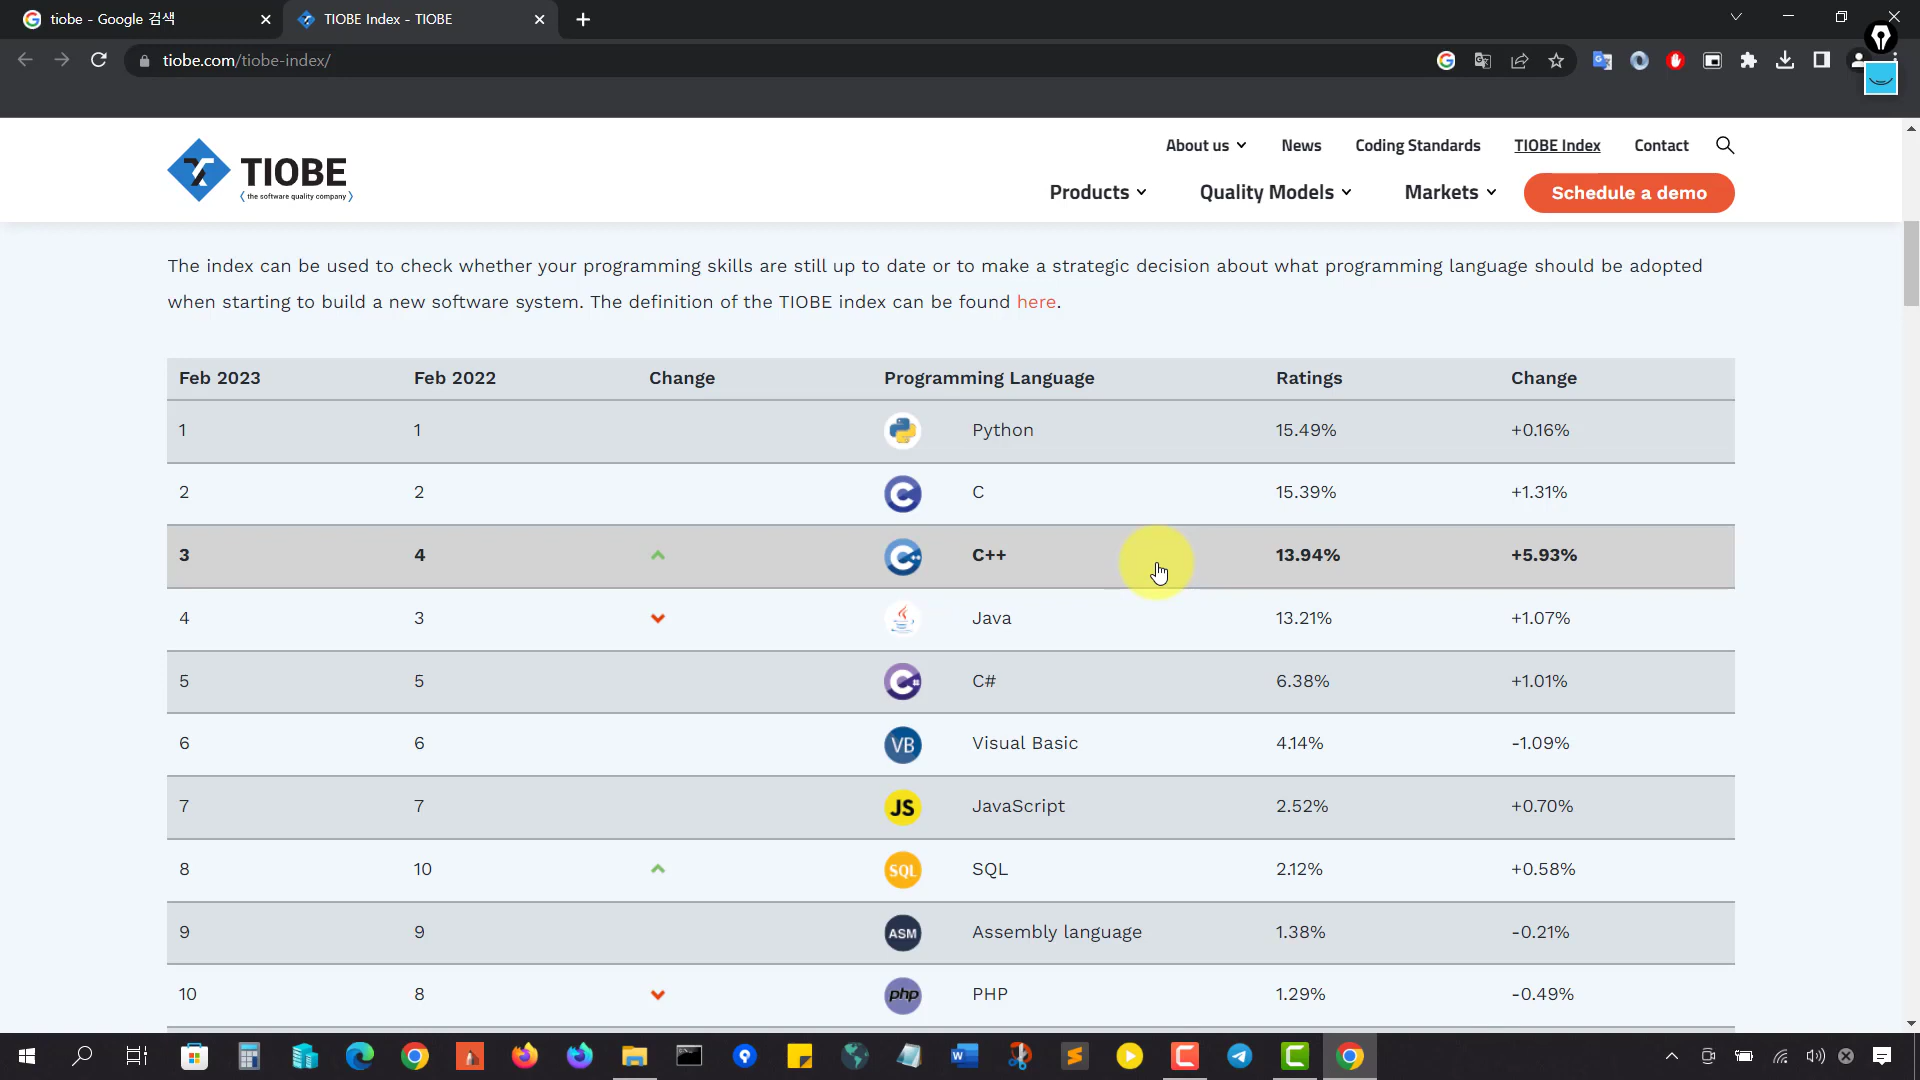 tiobe - Google 검색
TIOBE Index - TIOBE
tiobe.com/tiobe-index/
TIOBE
(the software quality company)
About us
News
Coding Standards
TIOBE Index
Contact
Products
Quality Models
Markets
Schedule a demo
The index can be used to check whether your programming skills are still up to date or to make a strategic decision about what programming language should be adopted
when starting to build a new software system. The definition of the TIOBE index can be found here.
Feb 2023 Feb 2022 Change Programming Language Ratings Change
1 1 Python 15.49% +0.16%
2 2 C C 15.39% +1.31%
3 4 C++ C++ 13.94% +5.93%
4 3 Java 13.21% +1.07%
5 5 C# C# 6.38% +1.01%
6 6 VB Visual Basic 4.14% -1.09%
7 7 JS JavaScript 2.52% +0.70%
8 10 SQL SQL 2.12% +0.58%
9 9 ASM Assembly language 1.38% -0.21%
10 8 php PHP 1.29% -0.49%